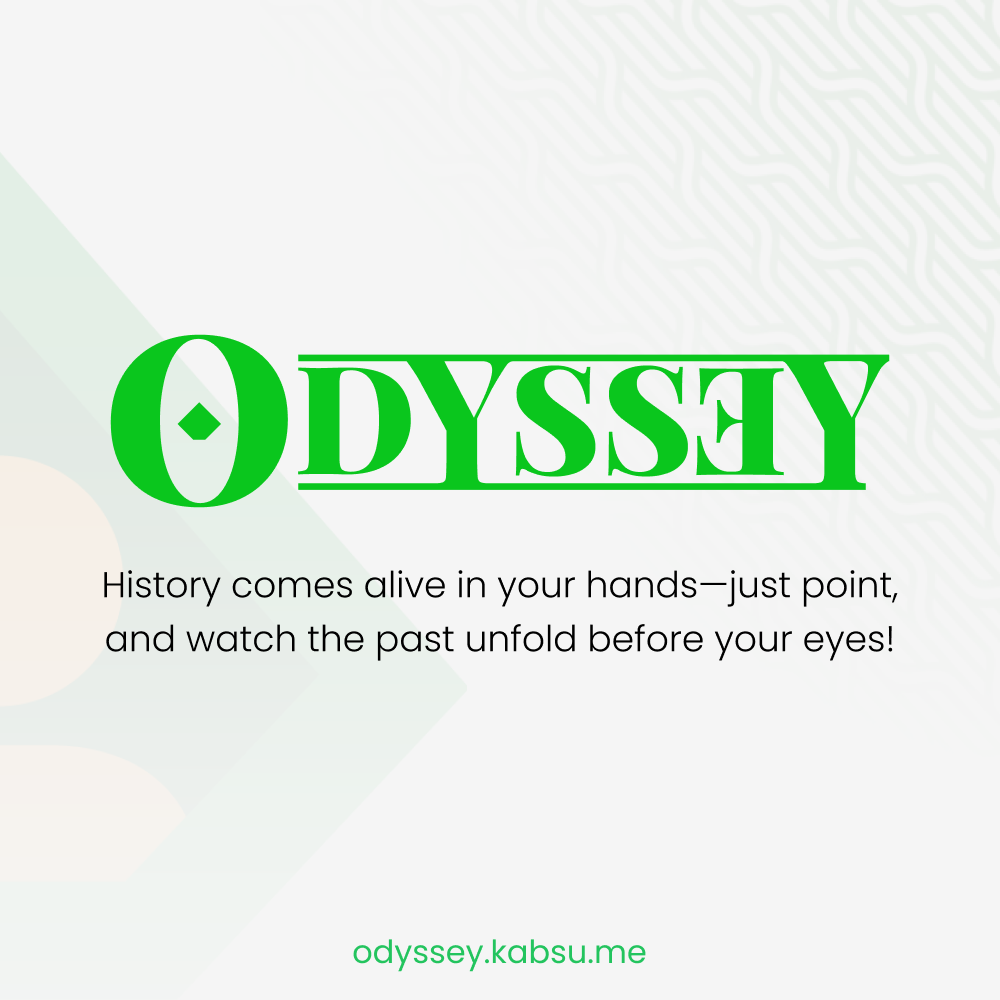 ODYSSEY
History comes alive in your hands—just point,
and watch the past unfold before your eyes!
odyssey.kabsu.me